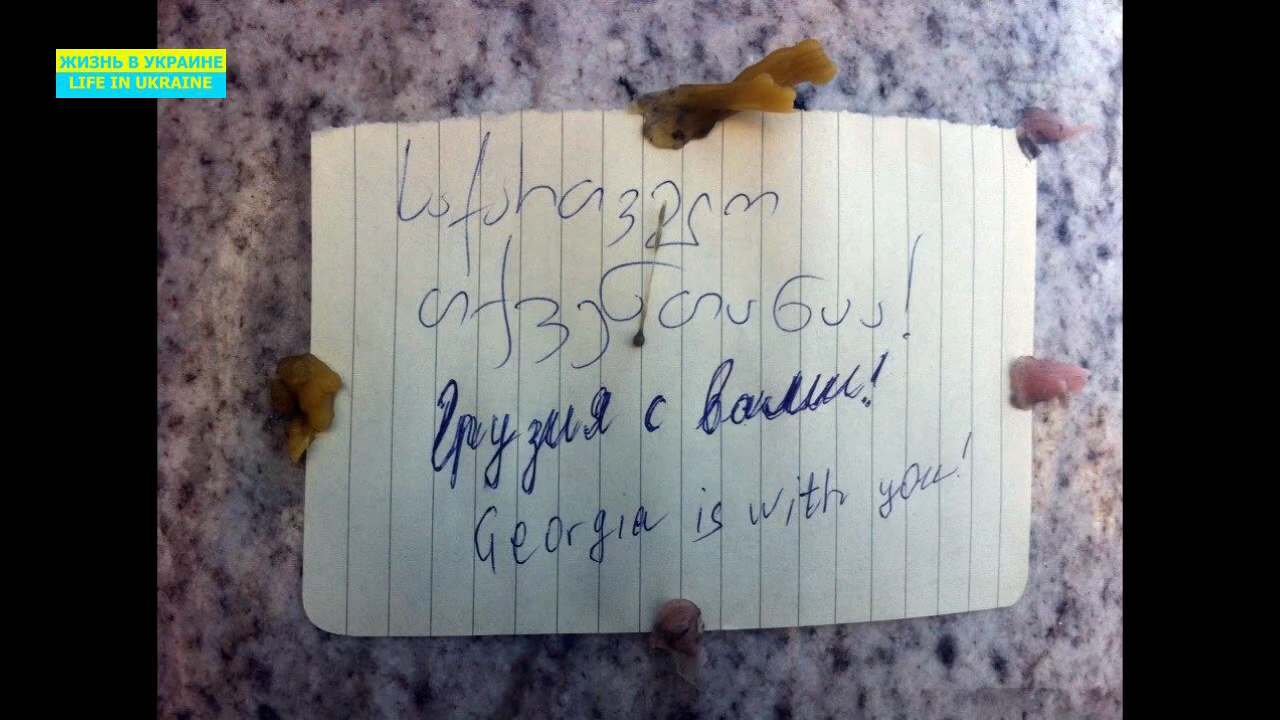 ЖИЗНЬ В УКРАИНЕ
LIFE IN UKRAINE
საქართველო
თქვენთანაა!
Грузия с вами!
Georgia is with you!